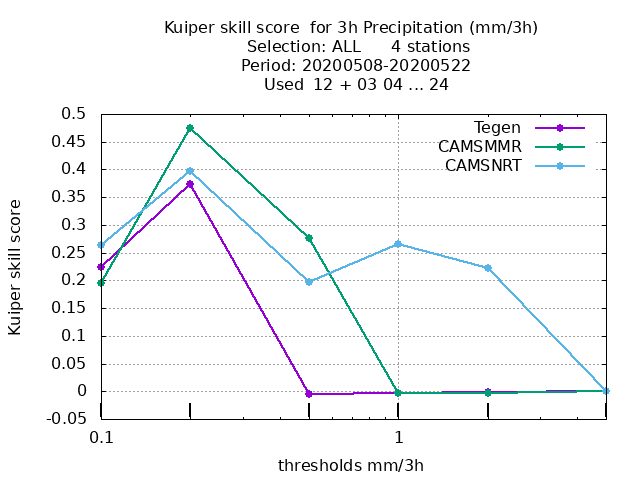 Kuiper skill score  for 3h Precipitation (mm/3h)
Selection: ALL      4 stations
Period: 20200508-20200522
Used  12 + 03 04 ... 24
Tegen
CAMSMMR
CAMSNRT
Kuiper skill score
0.5
0.45
0.4
0.35
0.3
0.25
0.2
0.15
0.1
0.05
0
-0.05
0.1
1
thresholds mm/3h